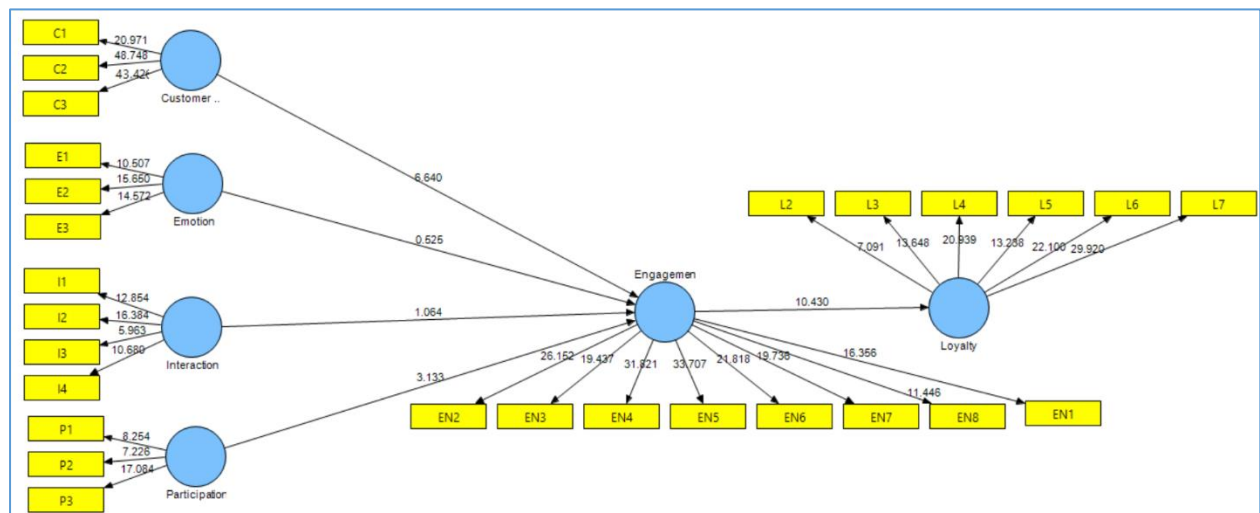 C1
20.971
C2
48.748
C3
43.426
Customer ..
E1
10.507
E2
15.650
E3
14.572
Emotion
I1
12.854
I2
16.384
I3
5.963
I4
10.680
Interaction
P1
8.254
P2
7.226
P3
17.084
Participation
6.640
0.525
1.064
3.133
Engagemen
10.430
EN2
26.152
EN3
19.437
EN4
31.821
EN5
33.707
EN6
21.818
EN7
19.738
EN8
11.446
EN1
16.356
L2
7.091
L3
13.648
L4
20.939
L5
13.238
L6
22.100
L7
29.920
Loyalty